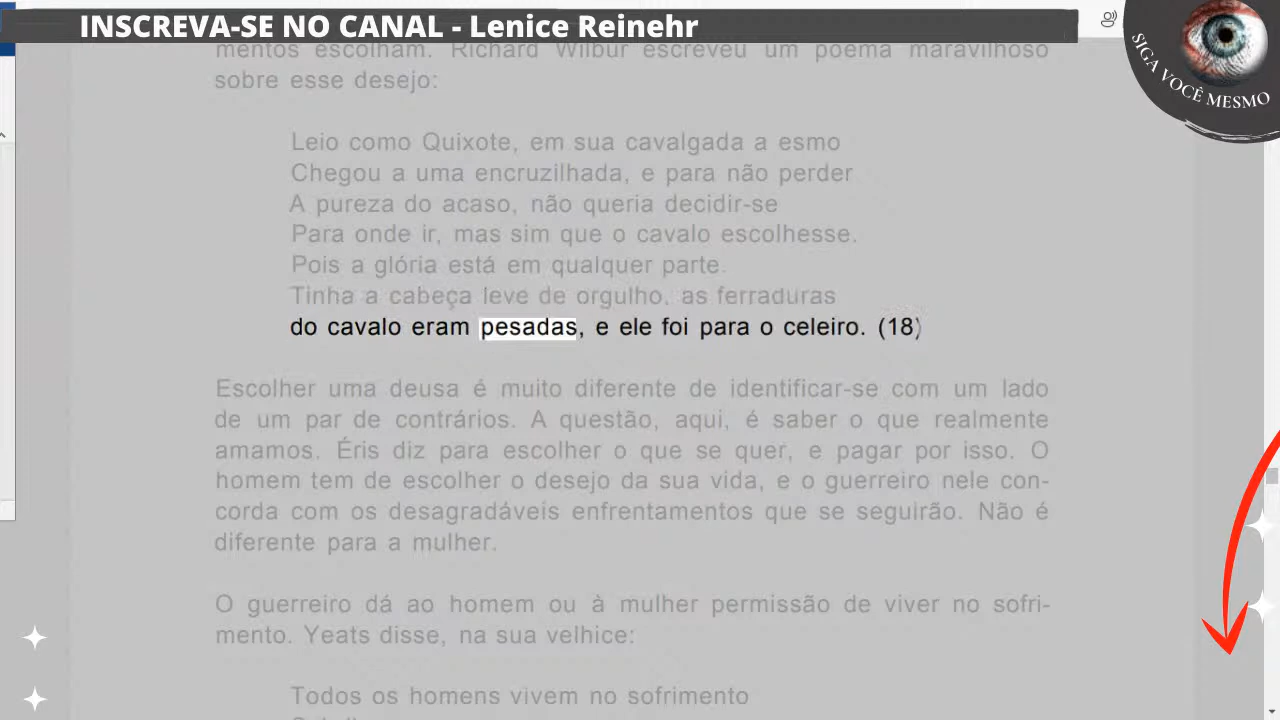 INSCREVA-SE NO CANAL - Lenice Reinehr
SIGA VOCÊ MESMO
mentos escolham. Richard Wilbur escreveu um poema maravilhoso
sobre esse desejo:
Leio como Quixote, em sua cavalgada a esmo
Chegou a uma encruzilhada, e para não perder
A pureza do acaso, não queria decidir-se
Para onde ir, mas sim que o cavalo escolhesse.
Pois a glória está em qualquer parte.
Tinha a cabeça leve de orgulho, as ferraduras
do cavalo eram pesadas, e ele foi para o celeiro. (18)
Escolher uma deusa é muito diferente de identificar-se com um lado
de um par de contrários. A questão, aqui, é saber o que realmente
amamos. Éris diz para escolher o que se quer, e pagar por isso. O
homem tem de escolher o desejo da sua vida, e o guerreiro nele con-
corda com os desagradáveis enfrentamentos que se seguirão. Não é
diferente para a mulher.
O guerreiro dá ao homem ou à mulher permissão de viver no sofri-
mento. Yeats disse, na sua velhice:
Todos os homens vivem no sofrimento